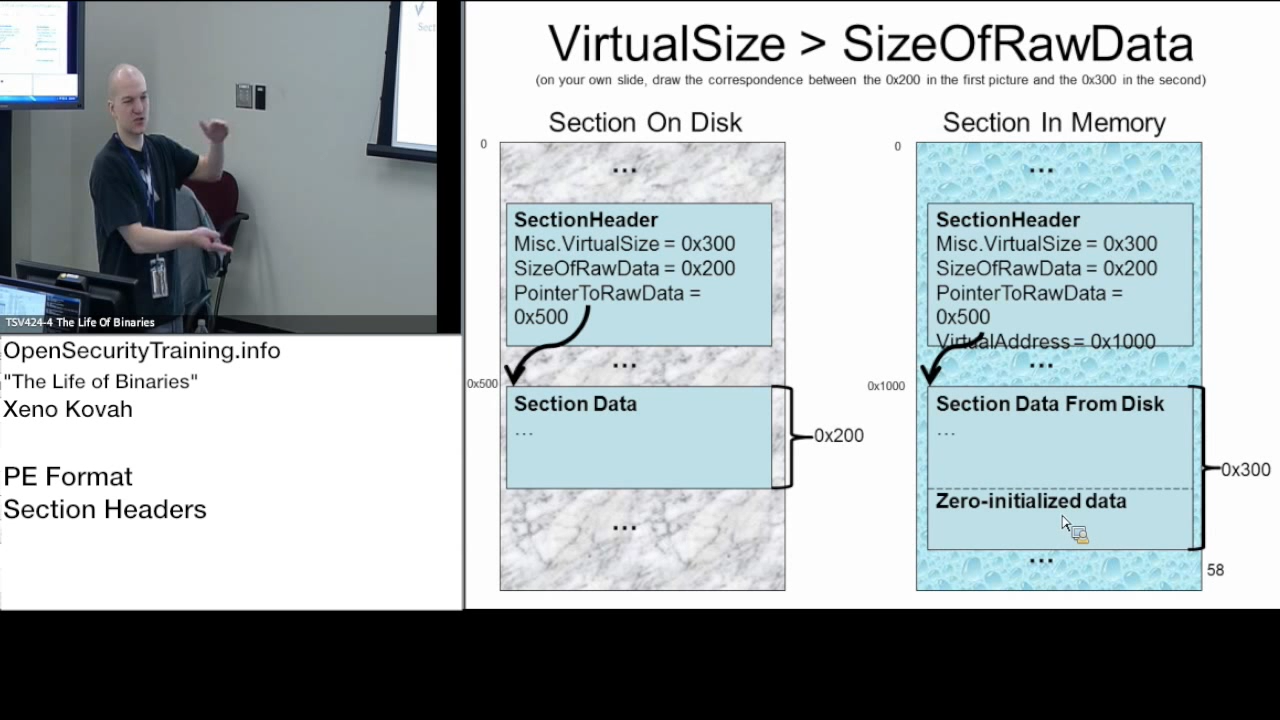 TSV424-4 The Life Of Binaries
OpenSecurityTraining.info
"The Life of Binaries"
Xeno Kovah
PE Format
Section Headers
VirtualSize > SizeOfRawData
(on your own slide, draw the correspondence between the 0x200 in the first picture and the 0x300 in the second)
Section On Disk
0
...
SectionHeader
Misc.VirtualSize = 0x300
SizeOfRawData = 0x200
PointerToRawData =
0x500
...
0x500
Section Data
...
0x200
...
Section In Memory
0
...
SectionHeader
Misc.VirtualSize = 0x300
SizeOfRawData = 0x200
PointerToRawData =
0x500
VirtualAddress = 0x1000
...
0x1000
Section Data From Disk
...
0x300
Zero-initialized data
...
58